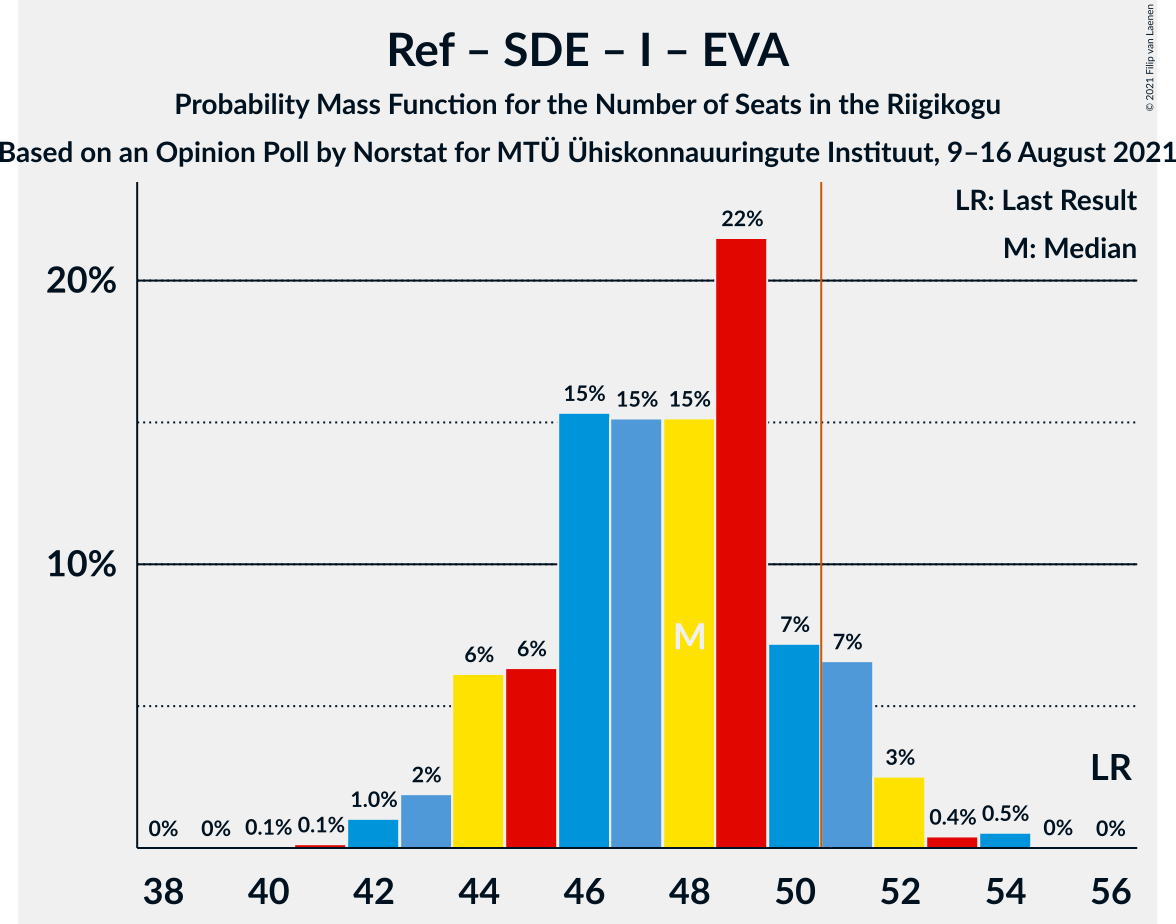 Ref – SDE – I – EVA
Probability Mass Function for the Number of Seats in the Riigikogu
Based on an Opinion Poll by Norstat for MTÜ Ühiskonnauuringute Instituut, 9–16 August 2021
© 2021 Filip van Laenen
LR: Last Result
M: Median
20%
10%
0% 0% 0.1% 0.1% 1.0% 2% 6% 6% 15% 15% 15% 22% 7% 7% 3% 0.4% 0.5% 0% 0%
M
LR
38 40 42 44 46 48 50 52 54 56